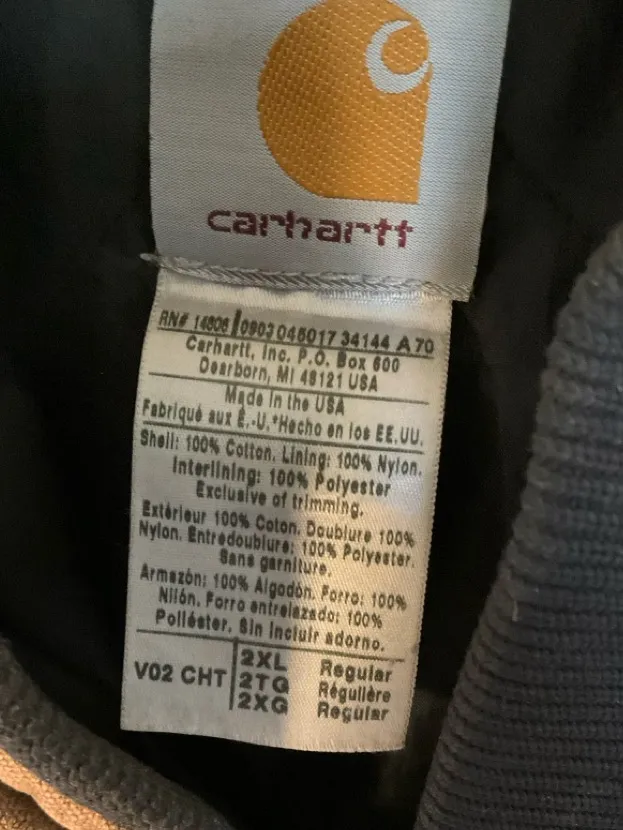 carhartt
RN# 14806 0903 045017 34144 A 70
Carhartt, Inc. P.O. Box 600
Dearborn, MI 48121 USA
Made in the USA
Fabriqué aux É.-U.*Hecho en los EE.UU.
Shell: 100% Cotton. Lining: 100% Nylon.
Interlining: 100% Polyester
Exclusive of trimming.
Extérieur 100% Coton. Doublure 100%
Nylon. Entredoublure: 100% Polyester.
Sans garniture.
Armazón: 100% Algodón. Forro: 100%
Nilón. Forro entrelazado: 100%
Poliéster. Sin incluir adorno.
V02 CHT 2XL Regular
2TG Régulière
2XG Regular